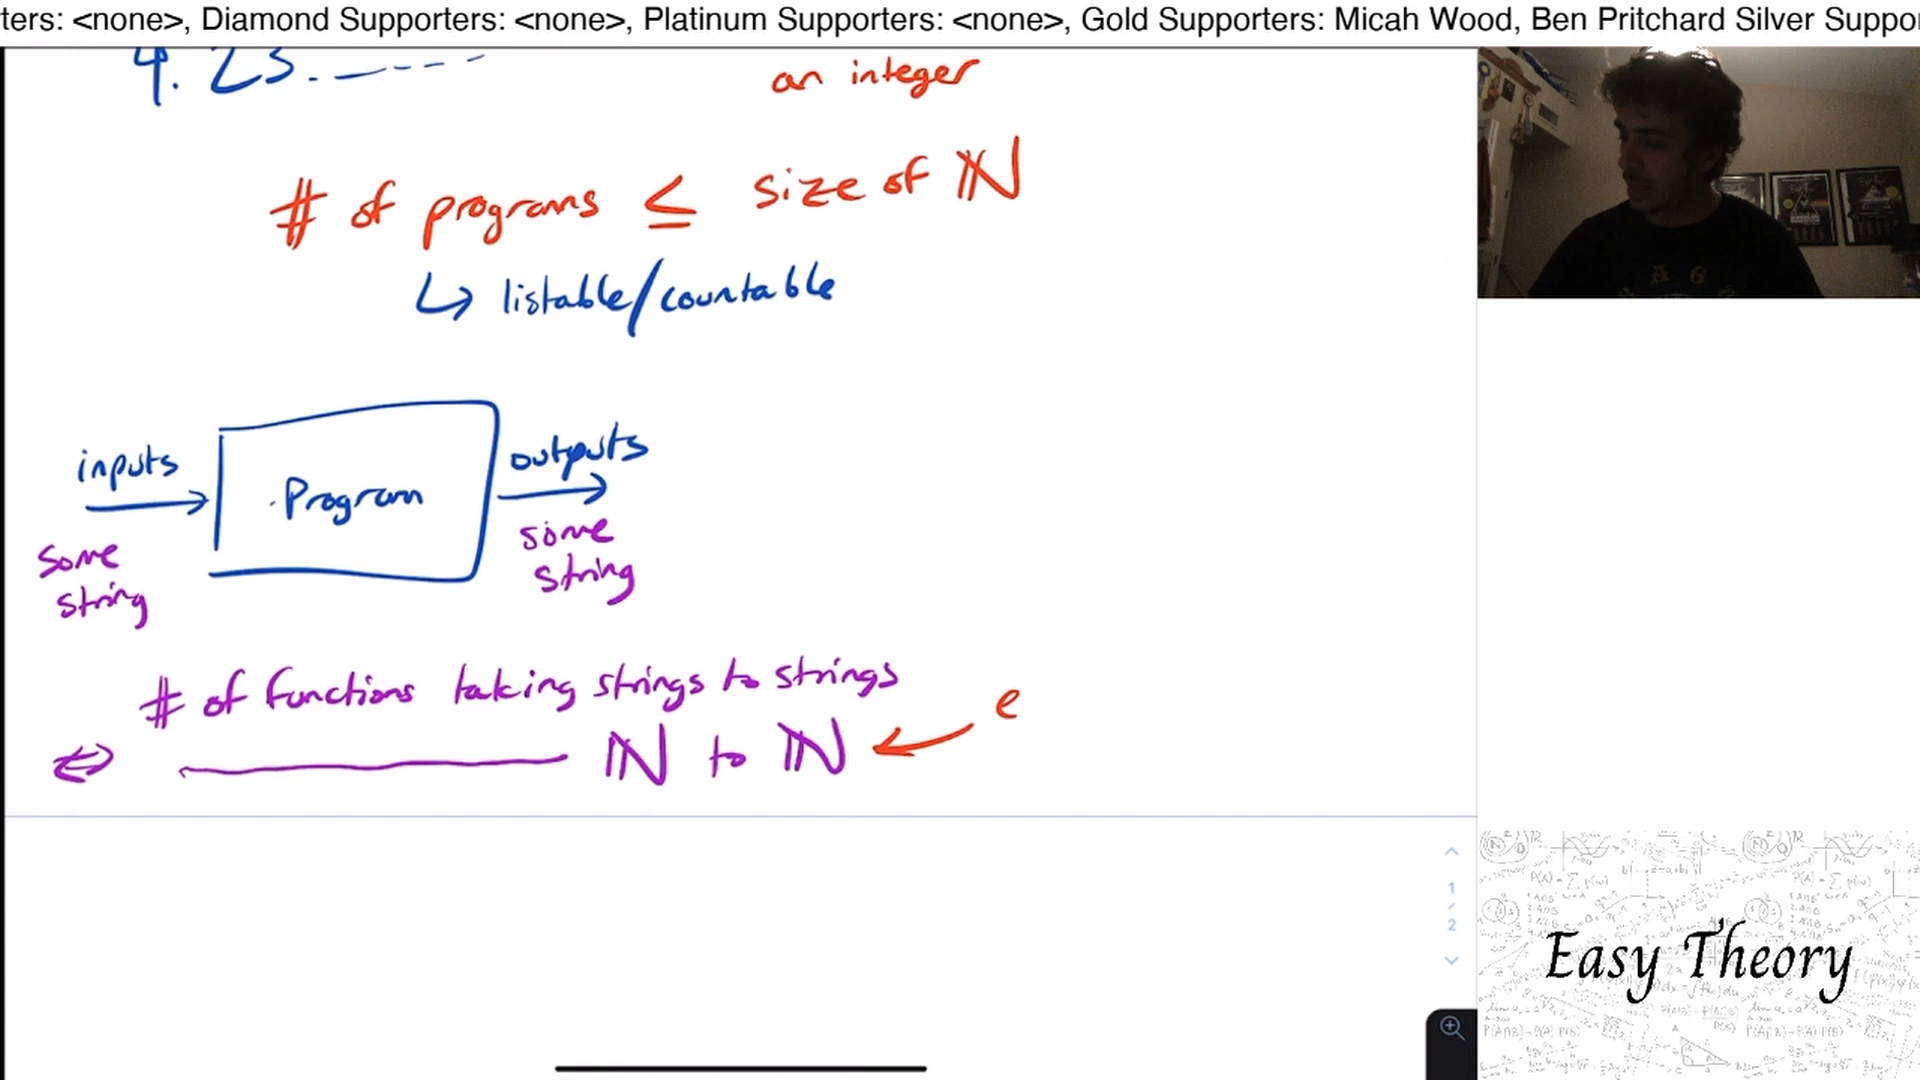 ters: <none>, Diamond Supporters: <none>, Platinum Supporters: <none>, Gold Supporters: Micah Wood, Ben Pritchard Silver Suppo
4. 23.
an integer
# of programs ≤ size of ℕ
↳ listable/countable
inputs
Program
outputs
some
string
some
string
# of functions taking strings to strings
⇔ ℕ to ℕ ← e
1
/
2
Easy Theory